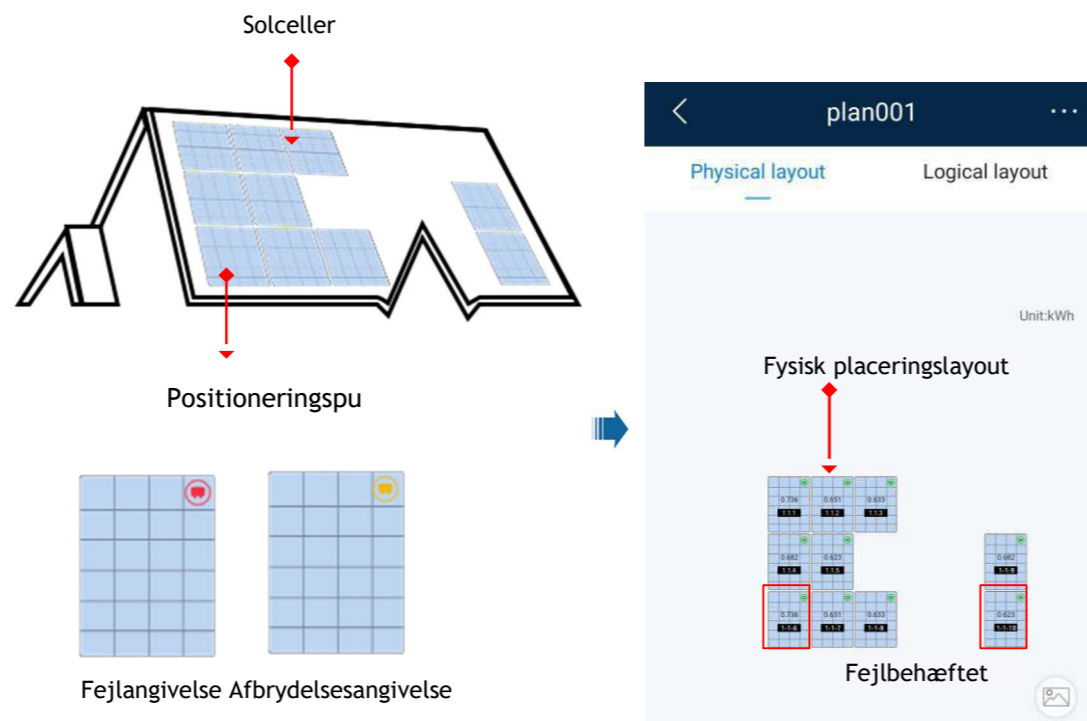 Solceller
Positioneringspu
Fejlangivelse Afbrydelsesangivelse
plan001
Physical layout Logical layout
Unit:kWh
Fysisk placeringslayout
0.736 0.651 0.633
1.1.1 1.1.2 1.1.3
0.682 0.623 0.682
1.1.4 1.1.5 1-1-9
0.736 0.651 0.633 0.623
1-1-6 1-1-7 1-1-8 1-1-10
Fejlbehæftet